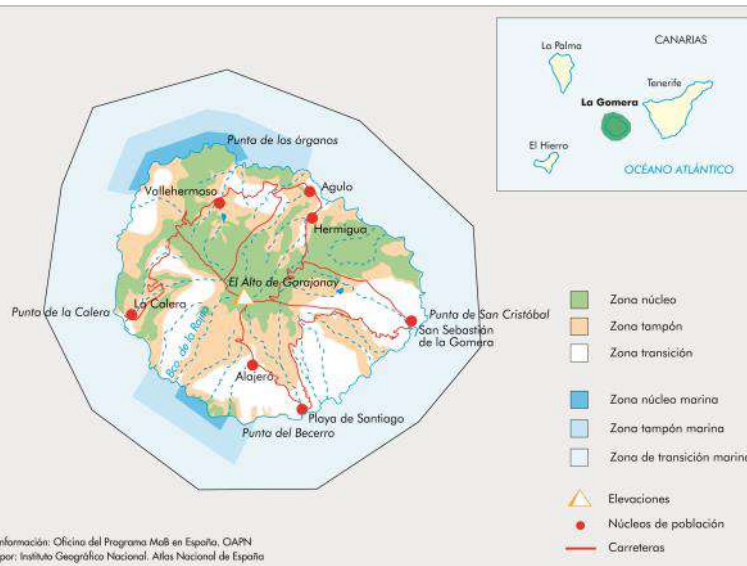 CANARIAS
La Palma
Tenerife
La Gomera
El Hierro
OCÉANO ATLÁNTICO
Punta de los órganos
Vallehermoso
Agulo
Hermigua
El Alto de Garajonay
Punta de la Calera
La Calera
Punta de San Cristóbal
San Sebastián
de la Gomera
Bco. de la Rajita
Alajeró
Playa de Santiago
Punta del Becerro
Zona núcleo
Zona tampón
Zona transición
Zona núcleo marina
Zona tampón marina
Zona de transición marina
Elevaciones
Núcleos de población
Carreteras
nformación: Oficina del Programa MaB en España. OAPN
por: Instituto Geográfico Nacional. Atlas Nacional de España